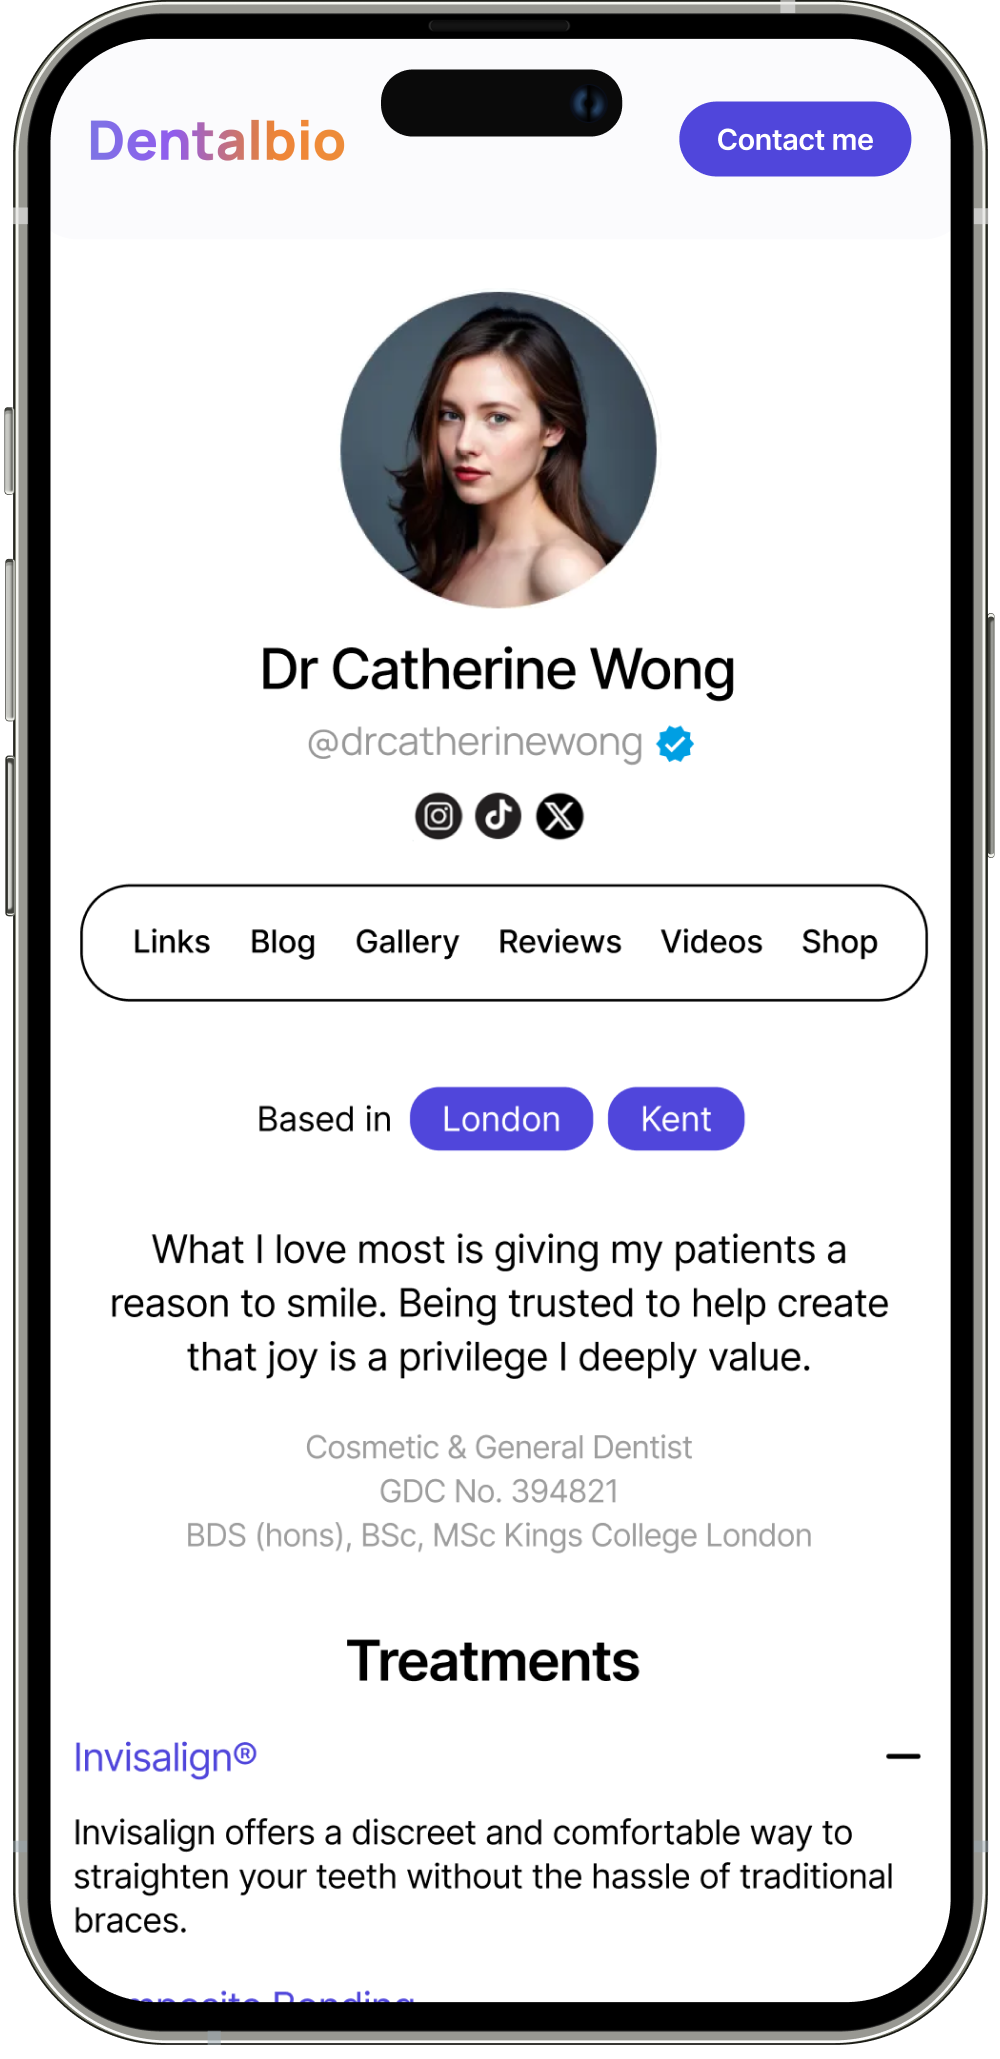 Dentalbio
Contact me
Dr Catherine Wong
@drcatherinewong
Links Blog Gallery Reviews Videos Shop
Based in London Kent
What I love most is giving my patients a
reason to smile. Being trusted to help create
that joy is a privilege I deeply value.
Cosmetic & General Dentist
GDC No. 394821
BDS (hons), BSc, MSc Kings College London
Treatments
Invisalign®
Invisalign offers a discreet and comfortable way to
straighten your teeth without the hassle of traditional
braces.
Bonding